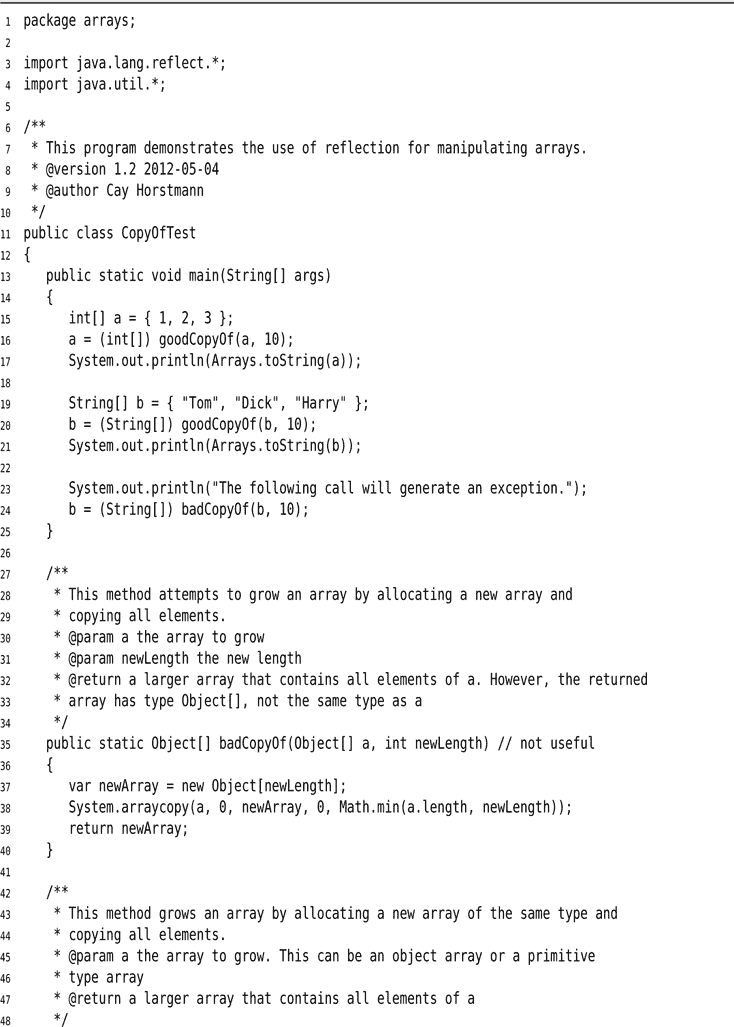 1 package arrays;
2
3 import java.lang.reflect.*;
4 import java.util.*;
5
6 /**
7  * This program demonstrates the use of reflection for manipulating arrays.
8  * @version 1.2 2012-05-04
9  * @author Cay Horstmann
10  */
11 public class CopyOfTest
12 {
13    public static void main(String[] args)
14    {
15       int[] a = { 1, 2, 3 };
16       a = (int[]) goodCopyOf(a, 10);
17       System.out.println(Arrays.toString(a));
18
19       String[] b = { "Tom", "Dick", "Harry" };
20       b = (String[]) goodCopyOf(b, 10);
21       System.out.println(Arrays.toString(b));
22
23       System.out.println("The following call will generate an exception.");
24       b = (String[]) badCopyOf(b, 10);
25    }
26
27    /**
28     * This method attempts to grow an array by allocating a new array and
29     * copying all elements.
30     * @param a the array to grow
31     * @param newLength the new length
32     * @return a larger array that contains all elements of a. However, the returned
33     * array has type Object[], not the same type as a
34     */
35    public static Object[] badCopyOf(Object[] a, int newLength) // not useful
36    {
37       var newArray = new Object[newLength];
38       System.arraycopy(a, 0, newArray, 0, Math.min(a.length, newLength));
39       return newArray;
40    }
41
42    /**
43     * This method grows an array by allocating a new array of the same type and
44     * copying all elements.
45     * @param a the array to grow. This can be an object array or a primitive
46     * type array
47     * @return a larger array that contains all elements of a
48     */